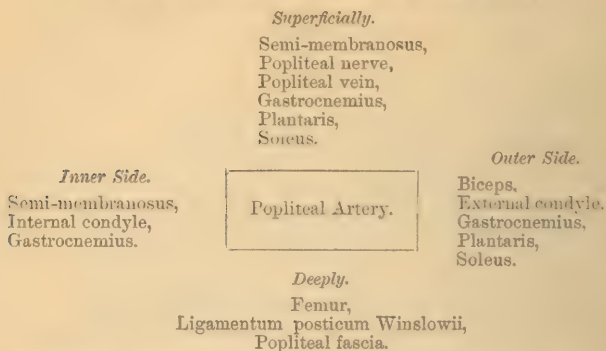 Superficially.
Semi-membranosus,
Popliteal nerve,
Popliteal vein,
Gastrocnemius,
Plantaris,
Soleus.
Inner Side.
Semi-membranosus,
Internal condyle,
Gastrocnemius.
Popliteal Artery.
Outer Side.
Biceps.
External condyle.
Gastrocnemius,
Plantaris,
Soleus.
Deeply.
Femur,
Ligamentum posticum Winslowii,
Popliteal fascia.